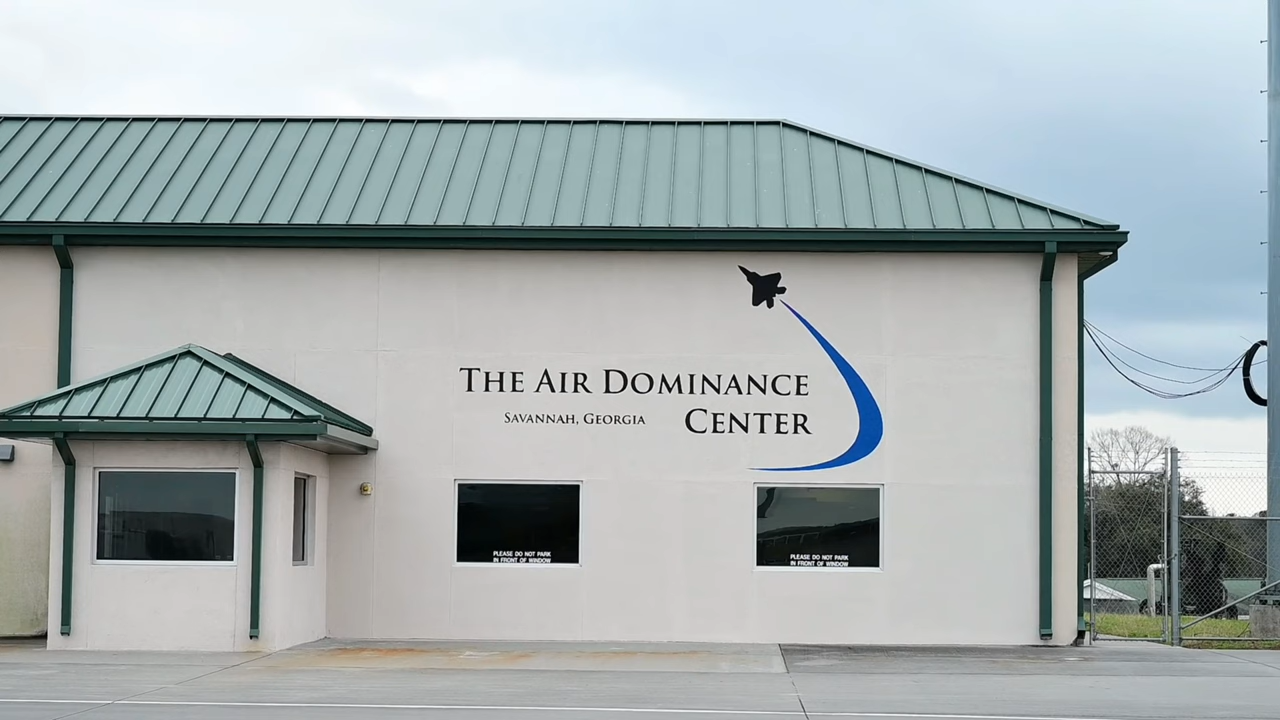 The Air Dominance
Center
Savannah, Georgia
PLEASE DO NOT PARK
IN FRONT OF WINDOW
PLEASE DO NOT PARK
IN FRONT OF WINDOW